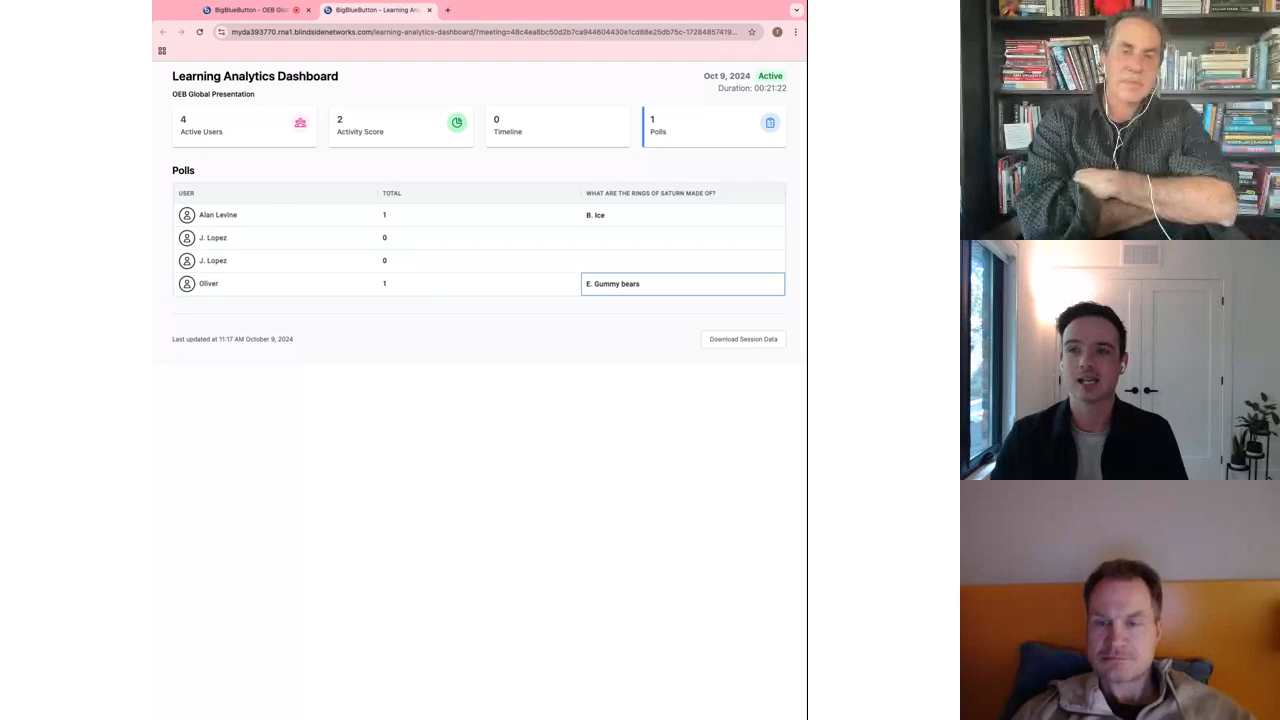 BigBlueButton - OEB Glo
BigBlueButton - Learning An
myda393770.rna1.blindsidenetworks.com/learning-analytics-dashboard/?meeting=48c4ea8bc50d2b7ca944604430e1cd88e25db75c-17284857419...
Learning Analytics Dashboard
Oct 9, 2024 Active
OEB Global Presentation
Duration: 00:21:22
4
Active Users
2
Activity Score
0
Timeline
1
Polls
Polls
USER TOTAL WHAT ARE THE RINGS OF SATURN MADE OF?
Alan Levine 1 B. Ice
J. Lopez 0
J. Lopez 0
Oliver 1 E. Gummy bears
Last updated at 11:17 AM October 9, 2024
Download Session Data